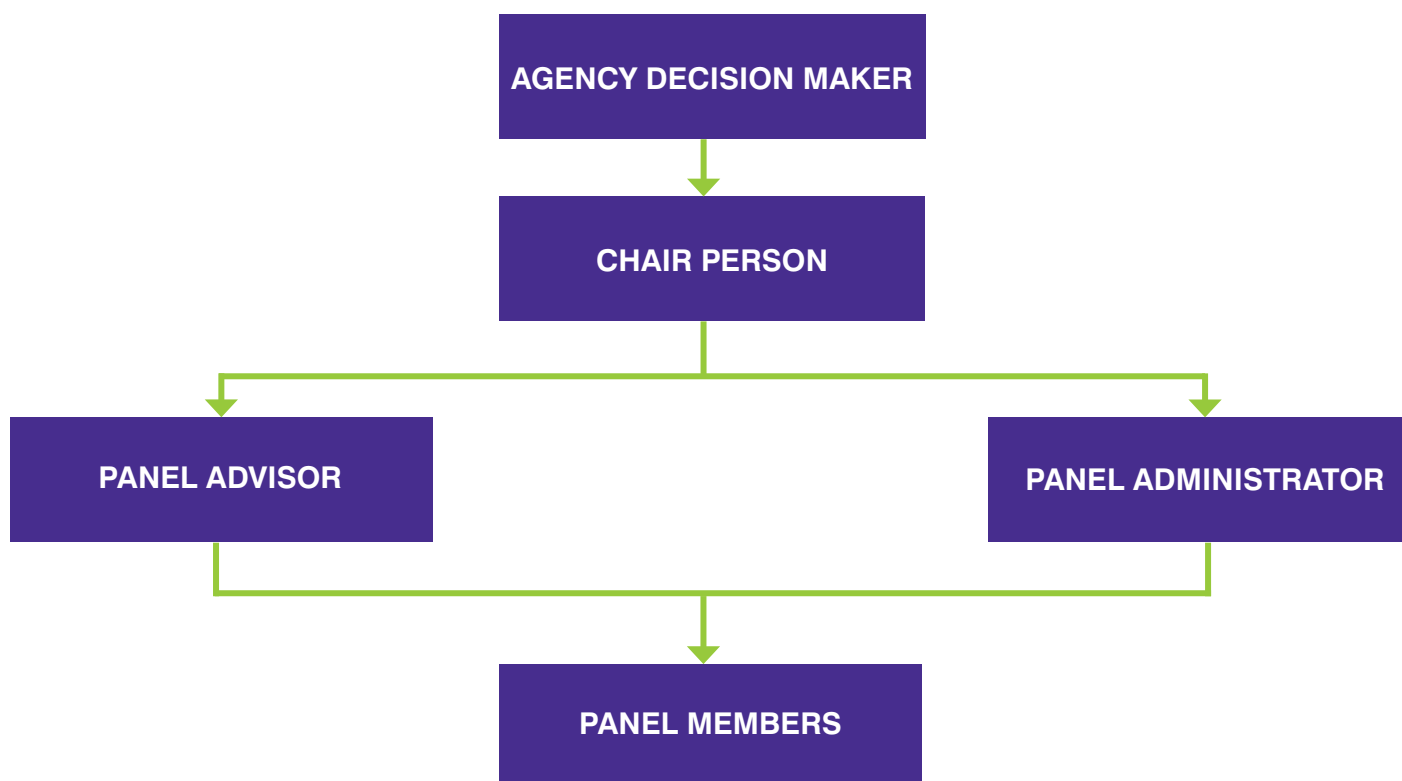 AGENCY DECISION MAKER
CHAIR PERSON
PANEL ADVISOR
PANEL ADMINISTRATOR
PANEL MEMBERS